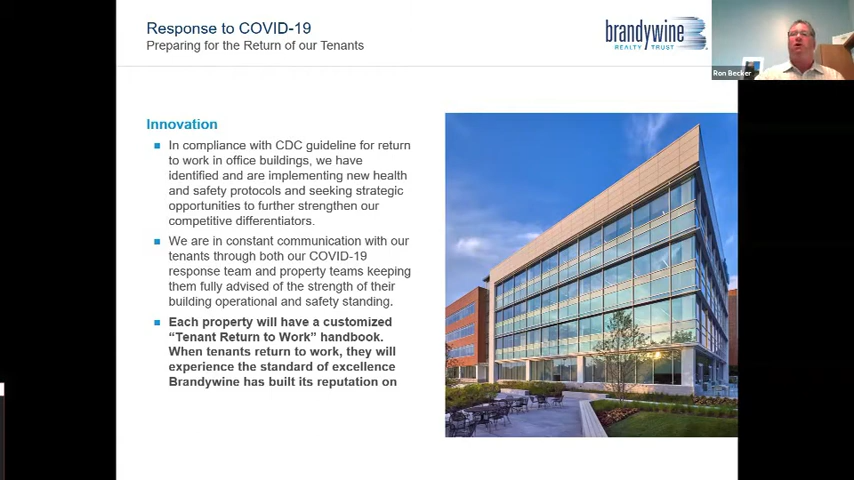 Response to COVID-19
Preparing for the Return of our Tenants
brandywine
REALTY TRUST
Ron Becker
Innovation
In compliance with CDC guideline for return
to work in office buildings, we have
identified and are implementing new health
and safety protocols and seeking strategic
opportunities to further strengthen our
competitive differentiators.
We are in constant communication with our
tenants through both our COVID-19
response team and property teams keeping
them fully advised of the strength of their
building operational and safety standing.
Each property will have a customized
“Tenant Return to Work” handbook.
When tenants return to work, they will
experience the standard of excellence
Brandywine has built its reputation on